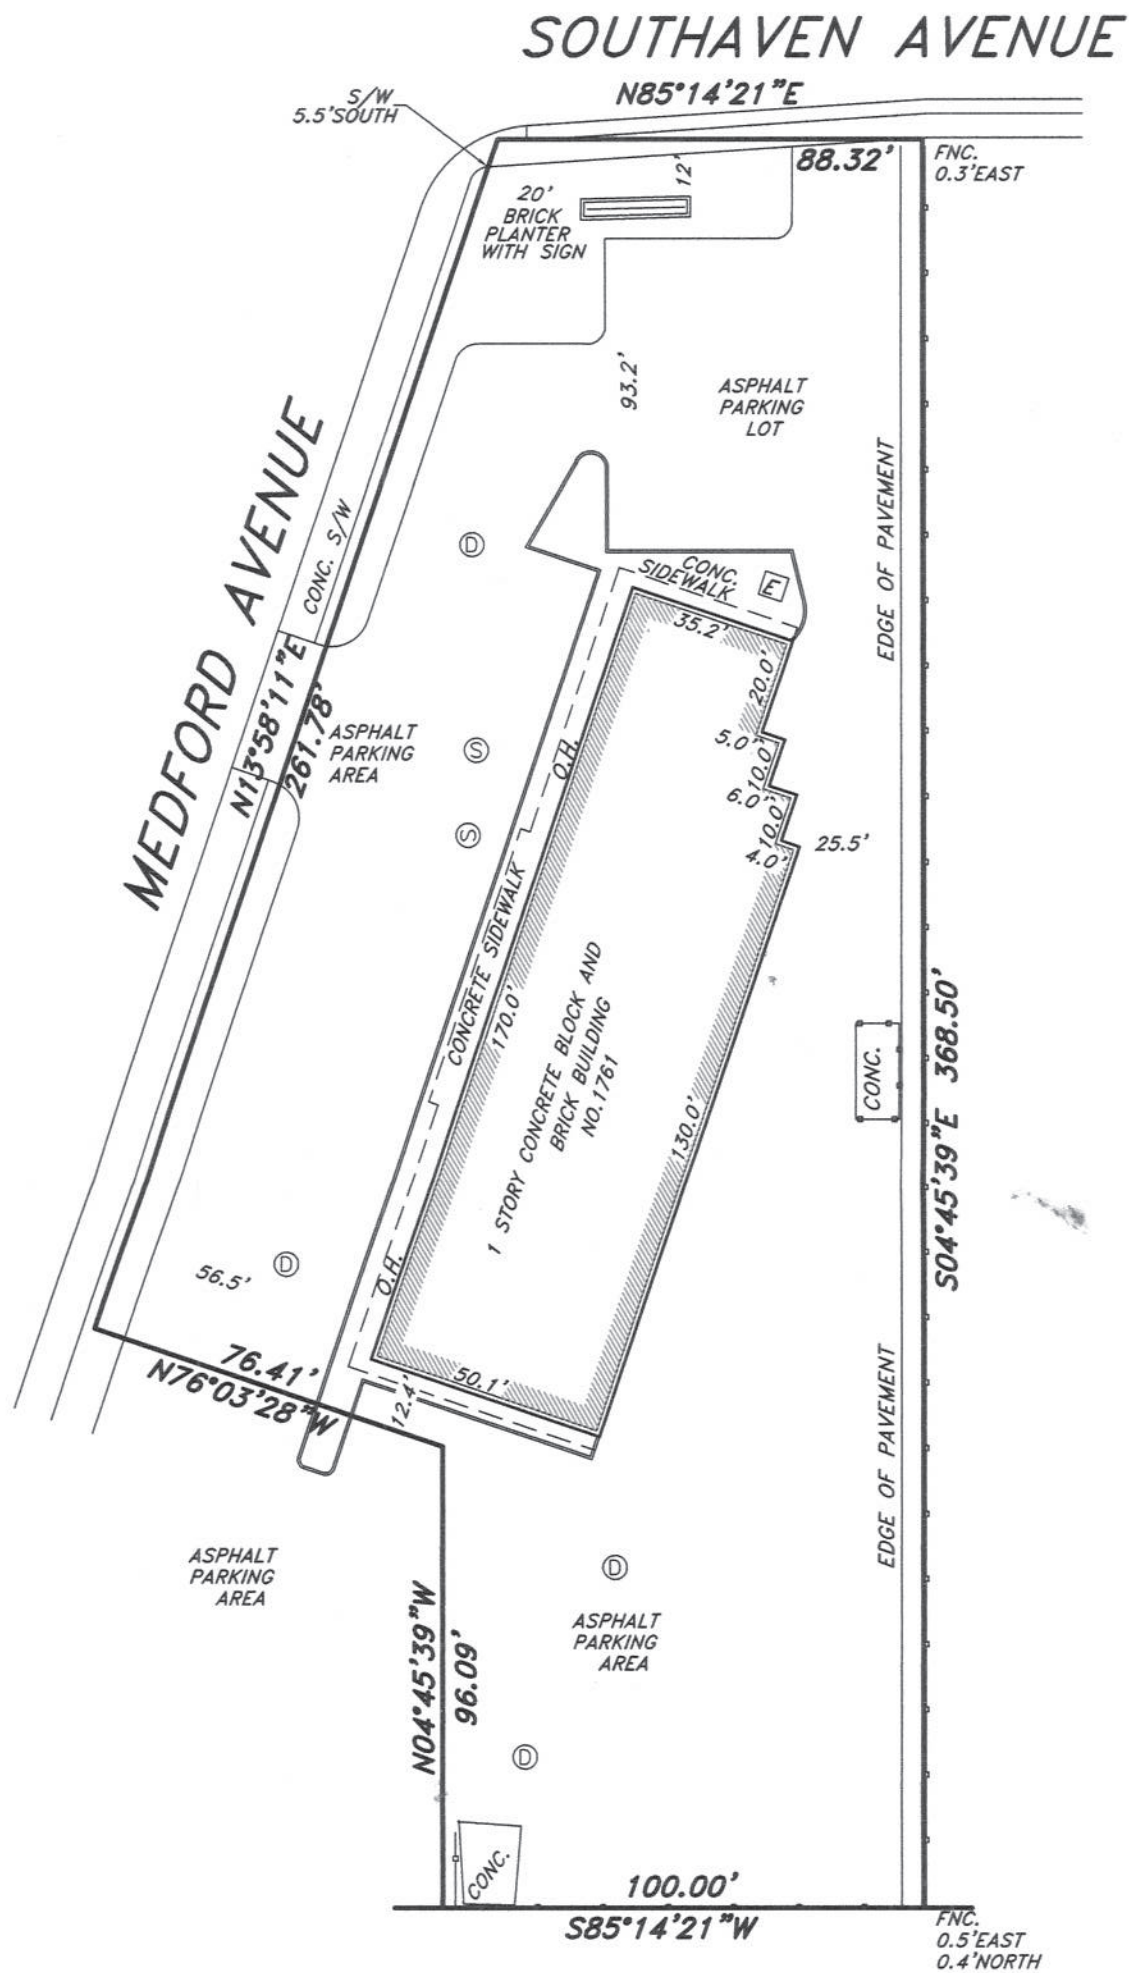 SOUTHAVEN AVENUE
N85°14'21"E
S/W
5.5'SOUTH
88.32'
FNC.
0.3'EAST
12'
20'
BRICK
PLANTER
WITH SIGN
93.2'
ASPHALT
PARKING
LOT
MEDFORD AVENUE
CONC. S/W
EDGE OF PAVEMENT
D
CONC.
SIDEWALK
E
35.2'
N13°58'11"E
261.78'
20.0'
ASPHALT
PARKING
AREA
S
O.H.
5.0'
10.0'
6.0'
10.0'
4.0'
25.5'
S
CONCRETE SIDEWALK
170.0'
1 STORY CONCRETE BLOCK AND
BRICK BUILDING
NO.1761
130.0'
CONC.
S04°45'39"E 368.50'
56.5'
D
O.H.
76.41'
N76°03'28"W
50.1'
12.4'
EDGE OF PAVEMENT
ASPHALT
PARKING
AREA
D
ASPHALT
PARKING
AREA
N04°45'39"W
96.09'
D
CONC.
100.00'
S85°14'21"W
FNC.
0.5'EAST
0.4'NORTH